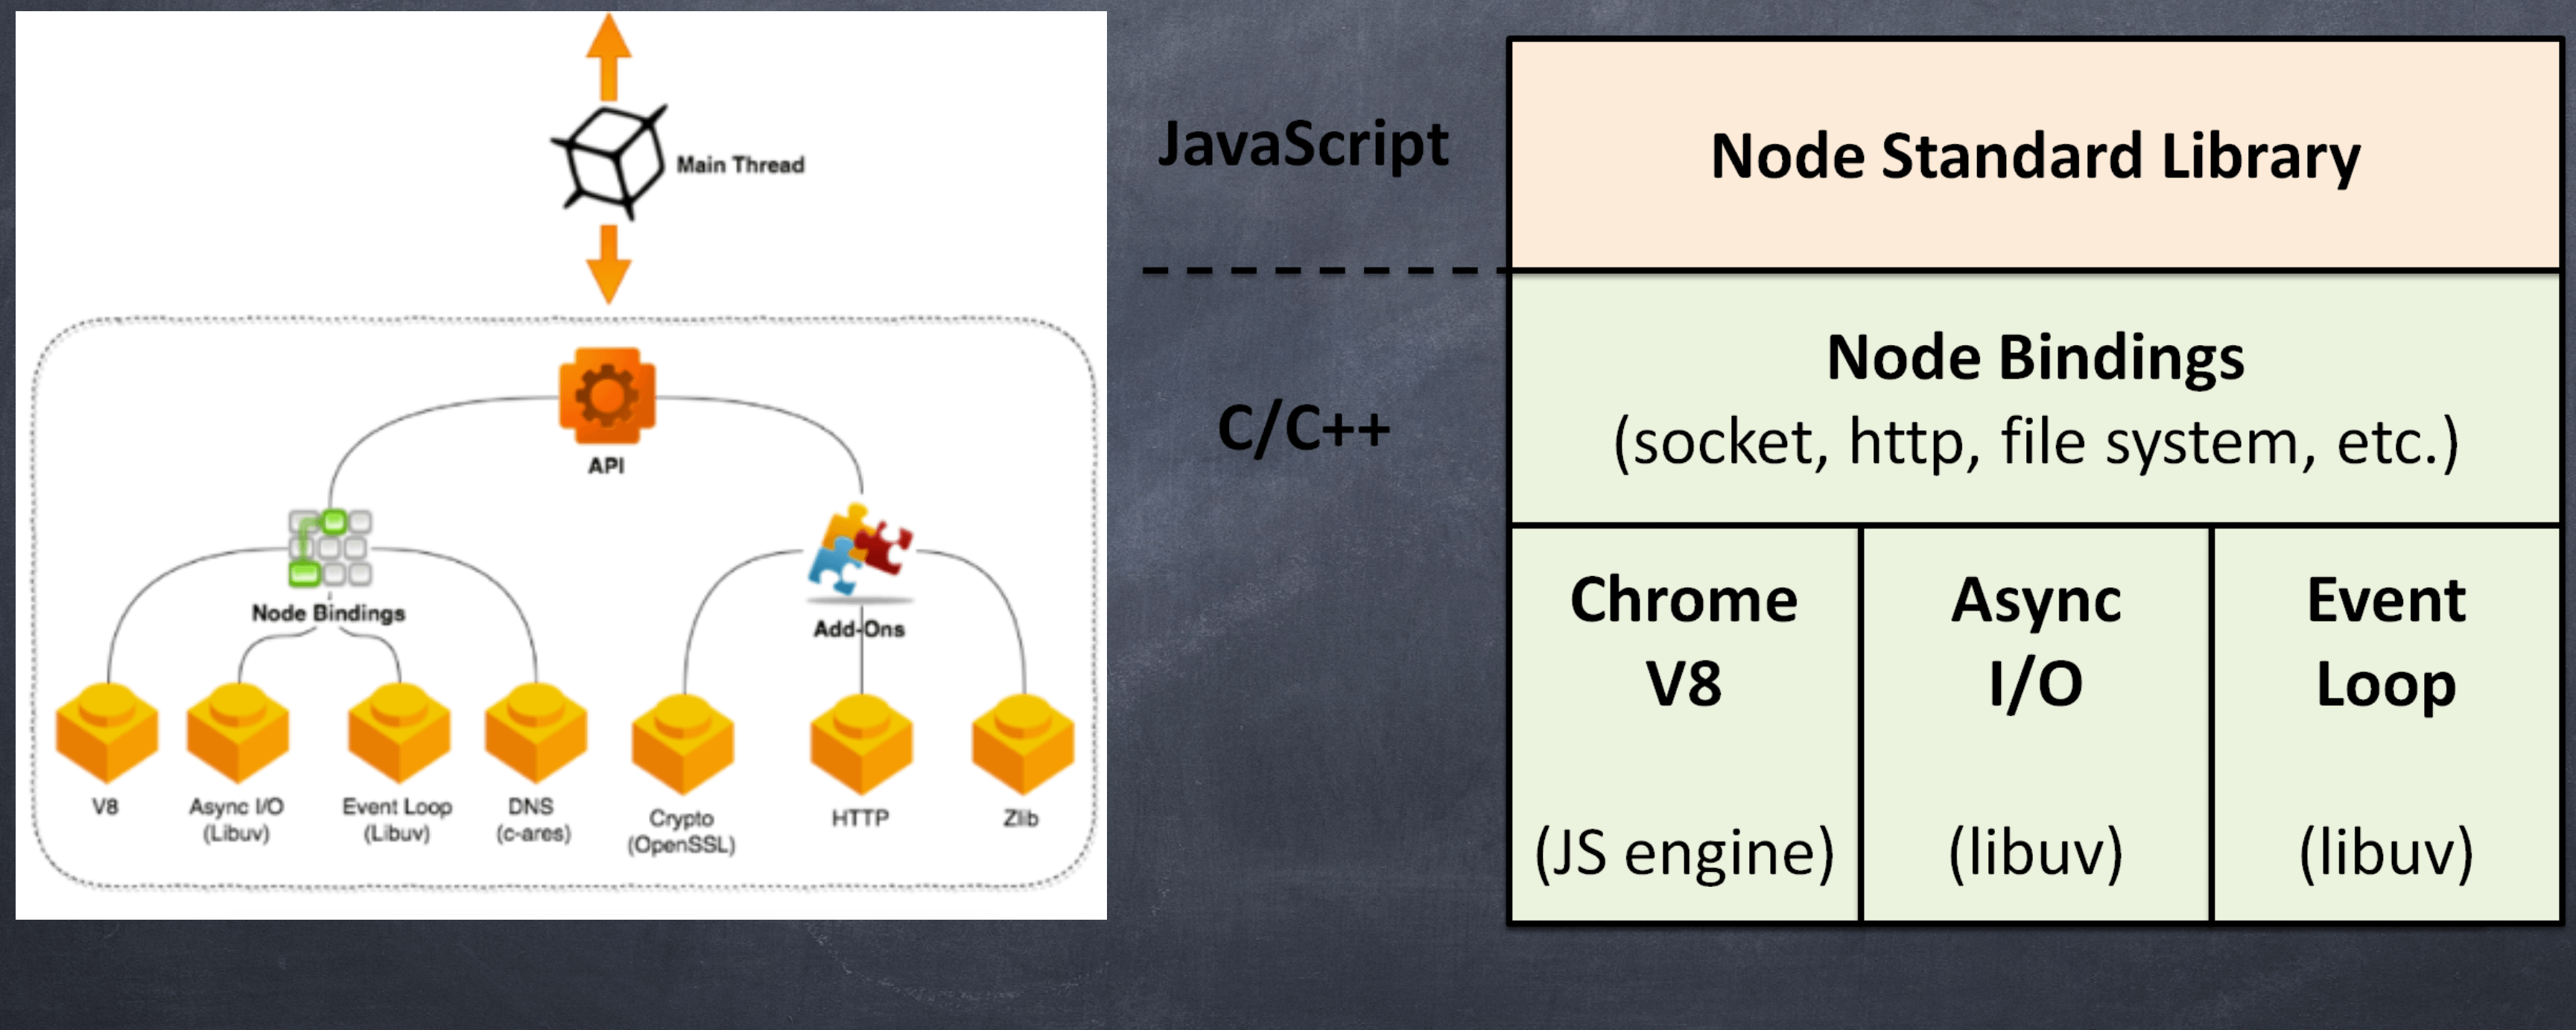 Main Thread
API
Node Bindings
Add-Ons
V8
Async I/O
(Libuv)
Event Loop
(Libuv)
DNS
(c-ares)
Crypto
(OpenSSL)
HTTP
Zlib
JavaScript
C/C++
Node Standard Library
Node Bindings
(socket, http, file system, etc.)
Chrome
V8
(JS engine)
Async
I/O
(libuv)
Event
Loop
(libuv)